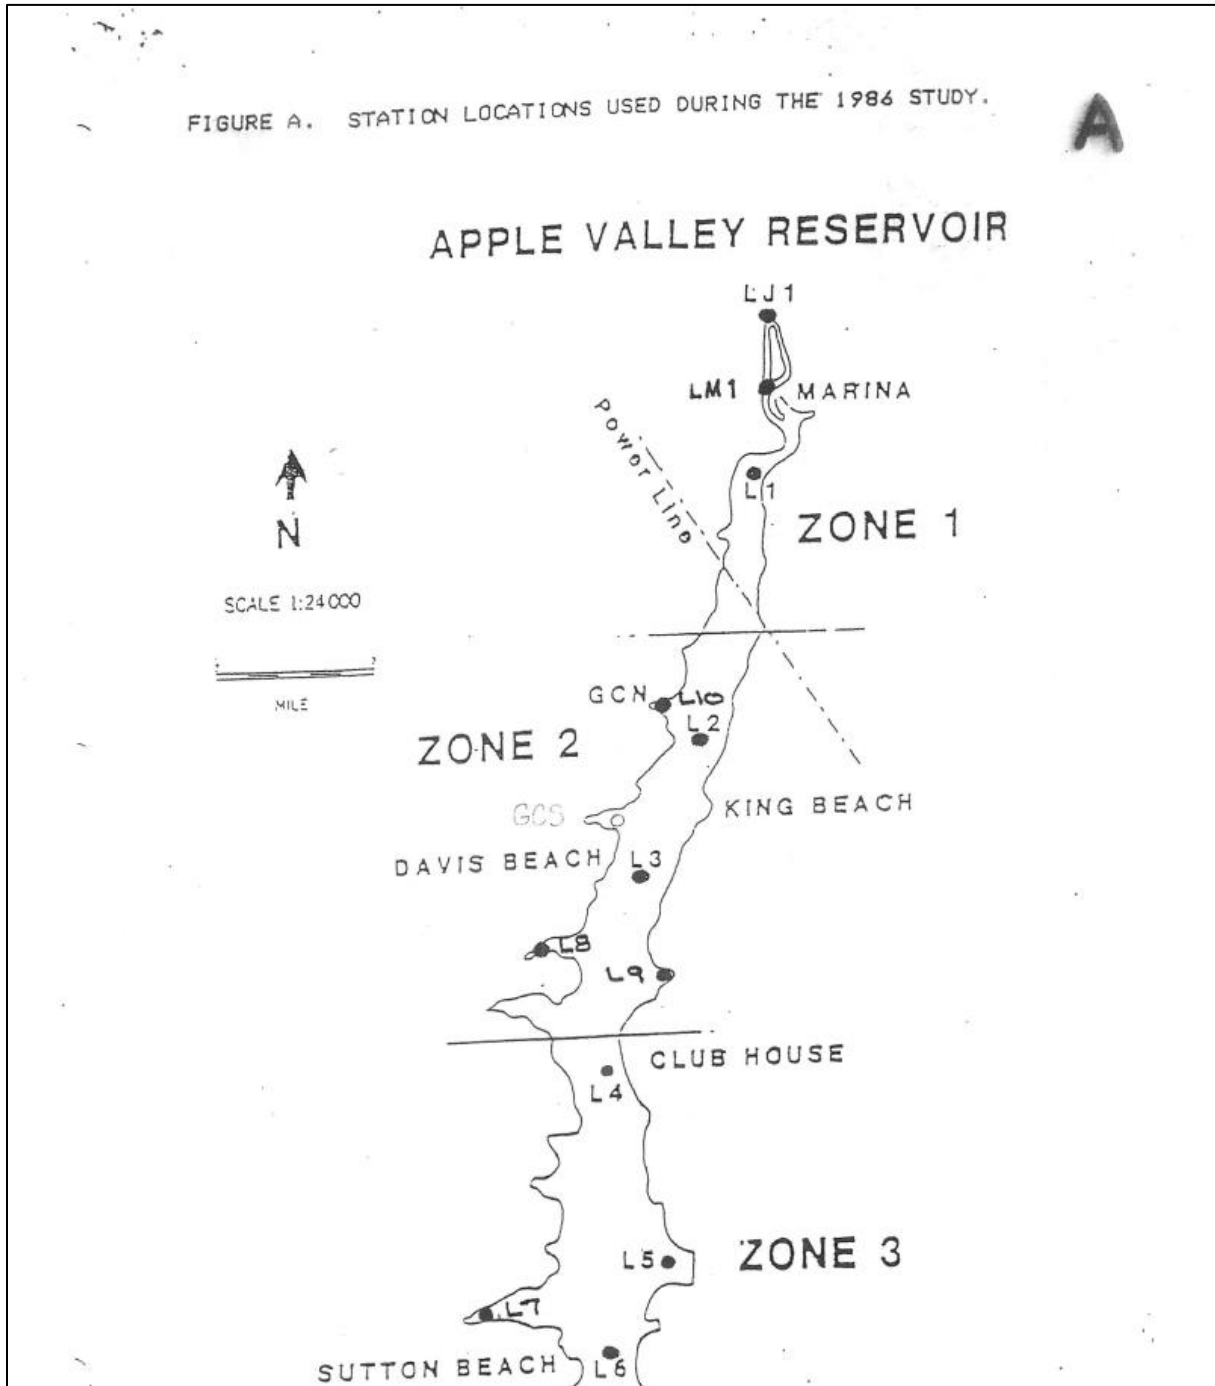 FIGURE A. STATION LOCATIONS USED DURING THE 1986 STUDY.
A
APPLE VALLEY RESERVOIR
LJ1
LM1
MARINA
Power Line
L1
N
ZONE 1
SCALE 1:24000
MILE
GCN
L10
L2
ZONE 2
KING BEACH
GCS
DAVIS BEACH
L3
L8
L9
CLUB HOUSE
L4
L5
ZONE 3
L7
SUTTON BEACH
L6